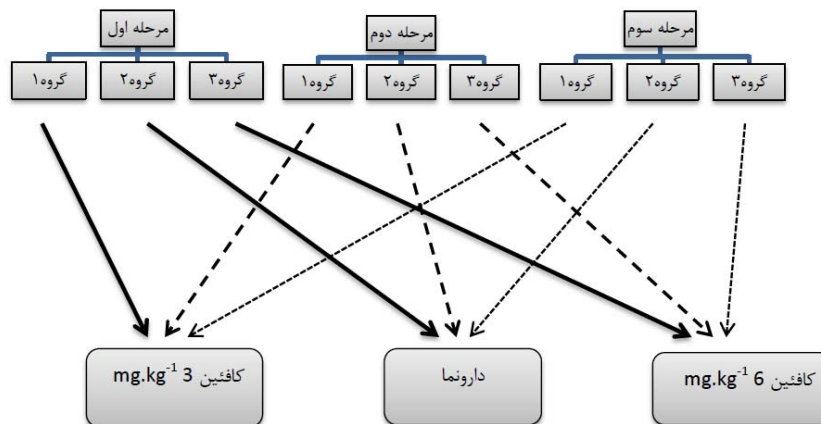 مرحله اول
مرحله دوم
مرحله سوم
گروه۱
گروه۲
گروه۳
گروه۱
گروه۲
گروه۳
گروه۱
گروه۲
گروه۳
کافئین 3 mg.kg⁻¹
دارونما
کافئین 6 mg.kg⁻¹